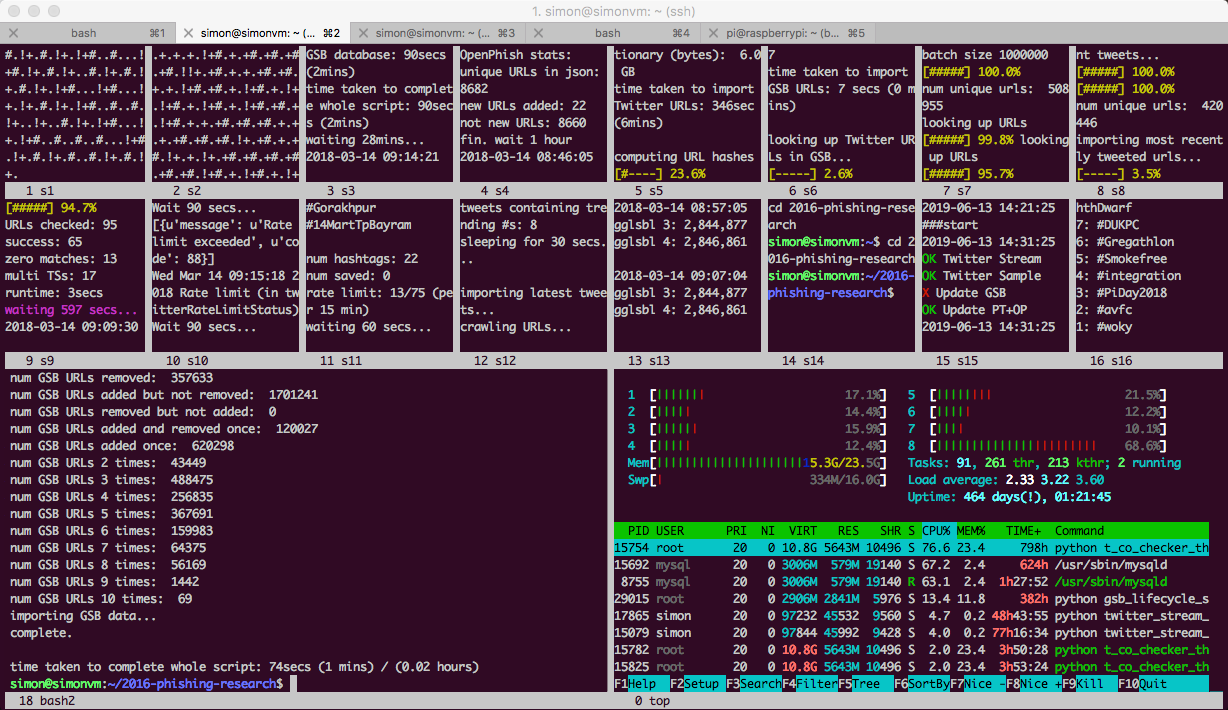 1. simon@simonvm: ~ (ssh)
bash ⌘1
simon@simonvm: ~ (... ⌘2
simon@simonvm: ~ (... ⌘3
bash ⌘4
pi@raspberrypi: ~ (b... ⌘5
GSB database: 90secs
(2mins)
time taken to complet
e whole script: 90sec
s (2mins)
waiting 28mins...
2018-03-14 09:14:21
OpenPhish stats:
unique URLs in json:
8682
new URLs added: 22
not new URLs: 8660
fin. wait 1 hour
2018-03-14 08:46:05
tionary (bytes):  6.0
 GB
time taken to import
Twitter URLs: 346sec
(6mins)
computing URL hashes
[#----] 23.6%
7
time taken to import
GSB URLs: 7 secs (0 m
ins)
looking up Twitter UR
Ls in GSB...
[-----] 2.6%
batch size 1000000
[#####] 100.0%
num unique urls:  508
955
looking up URLs
[#####] 99.8% looking
 up URLs
[#####] 95.7%
nt tweets...
[#####] 100.0%
[#####] 100.0%
num unique urls:  420
446
importing most recent
ly tweeted urls...
[-----] 3.5%
1 s1
2 s2
3 s3
4 s4
5 s5
6 s6
7 s7
8 s8
[#####] 94.7%
URLs checked: 95
success: 65
zero matches: 13
multi TSs: 17
runtime: 3secs
waiting 597 secs...
2018-03-14 09:09:30
Wait 90 secs...
[{u'message': u'Rate
limit exceeded', u'co
de': 88}]
Wed Mar 14 09:15:18 2
018 Rate limit (in tw
itterRateLimitStatus)
Wait 90 secs...
#Gorakhpur
#14MartTpBayram
num hashtags: 22
num saved: 0
rate limit: 13/75 (pe
r 15 min)
waiting 60 secs...
tweets containing tre
nding #s: 8
sleeping for 30 secs.
..
importing latest twee
ts...
crawling URLs...
2018-03-14 08:57:05
gglsbl 3: 2,844,877
gglsbl 4: 2,846,861
2018-03-14 09:07:04
gglsbl 3: 2,844,877
gglsbl 4: 2,846,861
cd 2016-phishing-rese
arch
simon@simonvm:~$ cd 2
016-phishing-research
simon@simonvm:~/2016-
phishing-research$
2019-06-13 14:21:25
###start
2019-06-13 14:31:25
OK Twitter Stream
OK Twitter Sample
X Update GSB
OK Update PT+OP
2019-06-13 14:31:25
hthDwarf
7: #DUKPC
6: #Gregathlon
5: #Smokefree
4: #integration
3: #PiDay2018
2: #avfc
1: #woky
9 s9
10 s10
11 s11
12 s12
13 s13
14 s14
15 s15
16 s16
num GSB URLs removed:  357633
num GSB URLs added but not removed:  1701241
num GSB URLs removed but not added:  0
num GSB URLs added and removed once:  120027
num GSB URLs added once:  620298
num GSB URLs 2 times:  43449
num GSB URLs 3 times:  488475
num GSB URLs 4 times:  256835
num GSB URLs 5 times:  367691
num GSB URLs 6 times:  159983
num GSB URLs 7 times:  64375
num GSB URLs 8 times:  56169
num GSB URLs 9 times:  1442
num GSB URLs 10 times:  69
importing GSB data...
complete.
time taken to complete whole script: 74secs (1 mins) / (0.02 hours)
simon@simonvm:~/2016-phishing-research$
1 [||||||| 17.1%] 5 [|||||||| 21.5%]
2 [||||| 14.4%] 6 [||||| 12.2%]
3 [|||||| 15.9%] 7 [|||| 10.1%]
4 [||||| 12.4%] 8 [||||||||||||||||||||||| 68.6%]
Mem[|||||||||||||||||||||15.3G/23.5G] Tasks: 91, 261 thr, 213 kthr; 2 running
Swp[| 334M/16.0G] Load average: 2.33 3.22 3.60
Uptime: 464 days(!), 01:21:45
PID USER PRI NI VIRT RES SHR S CPU% MEM% TIME+ Command
15754 root 20 0 10.8G 5643M 10496 S 76.6 23.4 798h python t_co_checker_th
15692 mysql 20 0 3006M 579M 19140 S 67.2 2.4 624h /usr/sbin/mysqld
8755 mysql 20 0 3006M 579M 19140 R 63.1 2.4 1h27:52 /usr/sbin/mysqld
29015 root 20 0 2906M 2841M 5976 S 13.4 11.8 382h python gsb_lifecycle_s
17865 simon 20 0 97232 45532 9560 S 4.7 0.2 48h43:55 python twitter_stream_
15079 simon 20 0 97844 45992 9428 S 4.0 0.2 77h16:34 python twitter_stream_
15782 root 20 0 10.8G 5643M 10496 S 2.0 23.4 3h50:28 python t_co_checker_th
15825 root 20 0 10.8G 5643M 10496 S 2.0 23.4 3h53:24 python t_co_checker_th
F1Help F2Setup F3SearchF4FilterF5Tree F6SortByF7Nice -F8Nice +F9Kill F10Quit
18 bash2
0 top